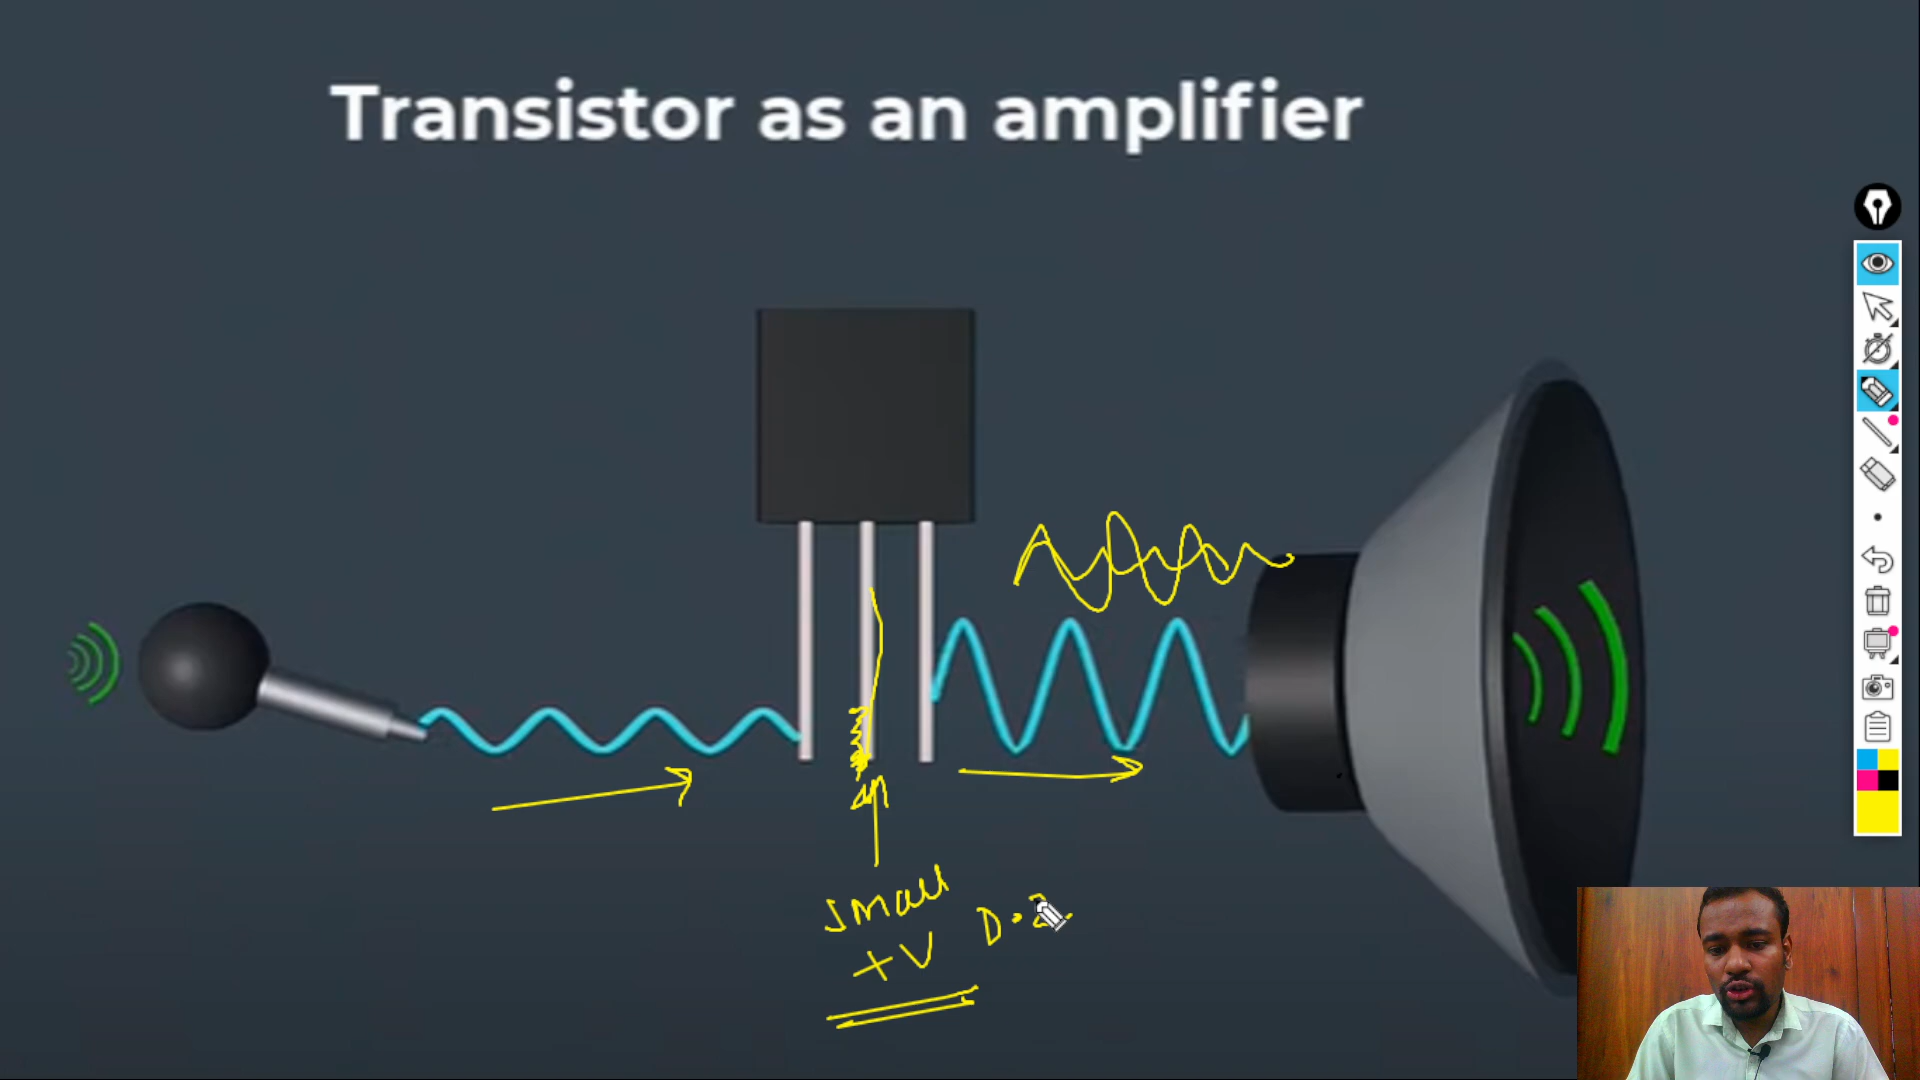 Transistor as an amplifier
small
+V